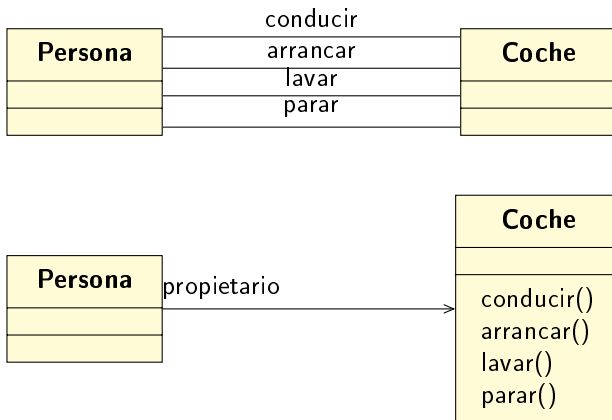 conducir
Persona
arrancar
Coche
lavar
parar
Coche
Persona
propietario
conducir()
arrancar()
lavar()
parar()